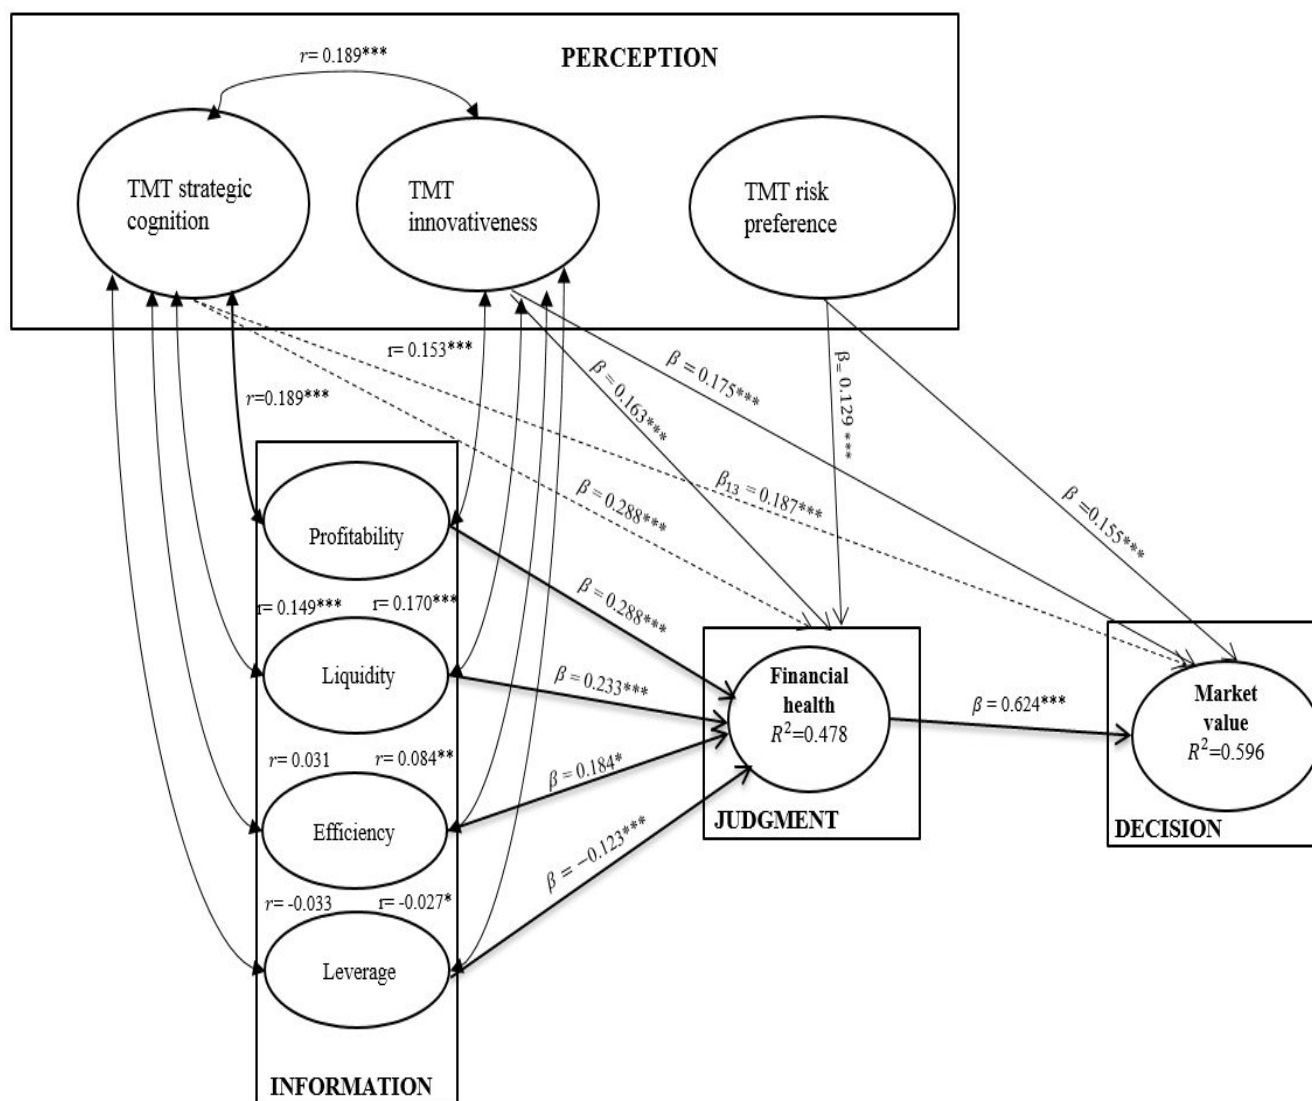 r= 0.189***
PERCEPTION
TMT strategic
cognition
TMT
innovativeness
TMT risk
preference
r= 0.153***
r=0.189***
β = 0.163***
β = 0.175***
β = 0.129 ***
β = 0.288***
β₁₃ = 0.187***
β =0.155***
Profitability
β = 0.288***
r= 0.149***
r= 0.170***
Liquidity
β = 0.233***
Financial
health
R²=0.478
β = 0.624***
Market
value
R²=0.596
r= 0.031
r= 0.084**
β = 0.184*
Efficiency
JUDGMENT
DECISION
β = −0.123***
r= -0.033
r= -0.027*
Leverage
INFORMATION